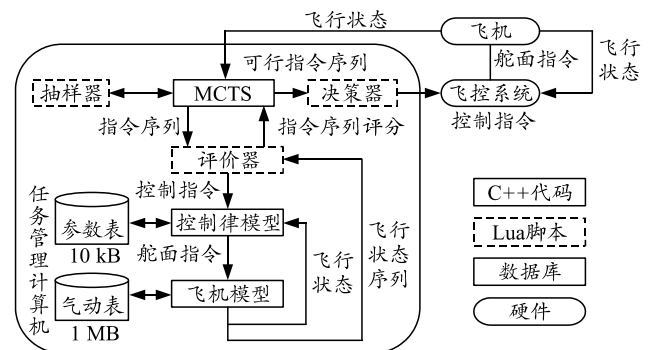 飞行状态
飞机
可行指令序列
舵面指令
飞行
状态
抽样器
MCTS
决策器
飞控系统
指令序列
指令序列评分
控制指令
评价器
控制指令
任务管理计算机
参数表
10 kB
控制律模型
舵面指令
飞行
状态
飞行
状态
序列
气动表
1 MB
飞机模型
C++代码
Lua脚本
数据库
硬件